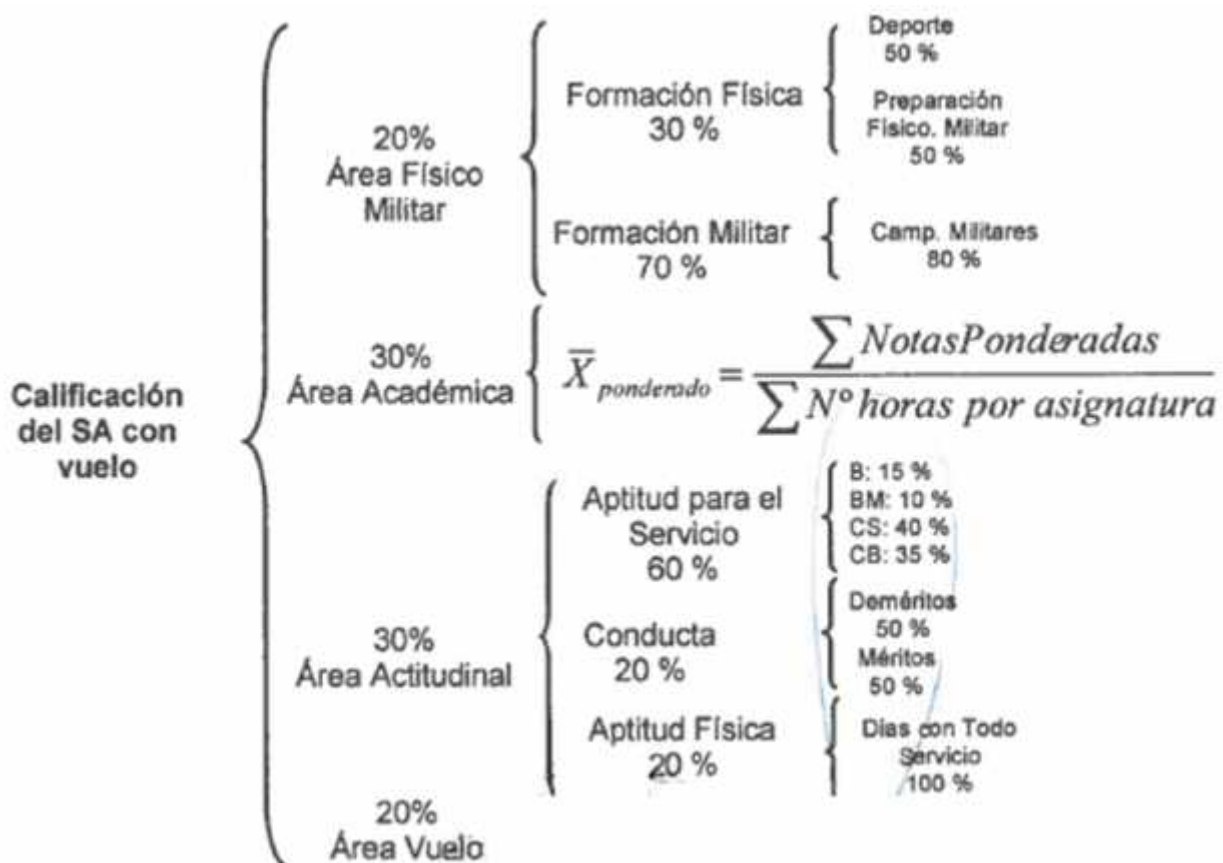 Calificación
del SA con
vuelo
20%
Área Físico
Militar
Formación Física
30 %
Deporte
50 %
Preparación
Físico. Militar
50 %
Formación Militar
70 %
Camp. Militares
80 %
30%
Área Académica
X̅ ponderado = ∑ NotasPonderadas
∑ N° horas por asignatura
30%
Área Actitudinal
Aptitud para el
Servicio
60 %
B: 15 %
BM: 10 %
CS: 40 %
CB: 35 %
Conducta
20 %
Deméritos
50 %
Méritos
50 %
Aptitud Física
20 %
Dias con Todo
Servicio
100 %
20%
Área Vuelo